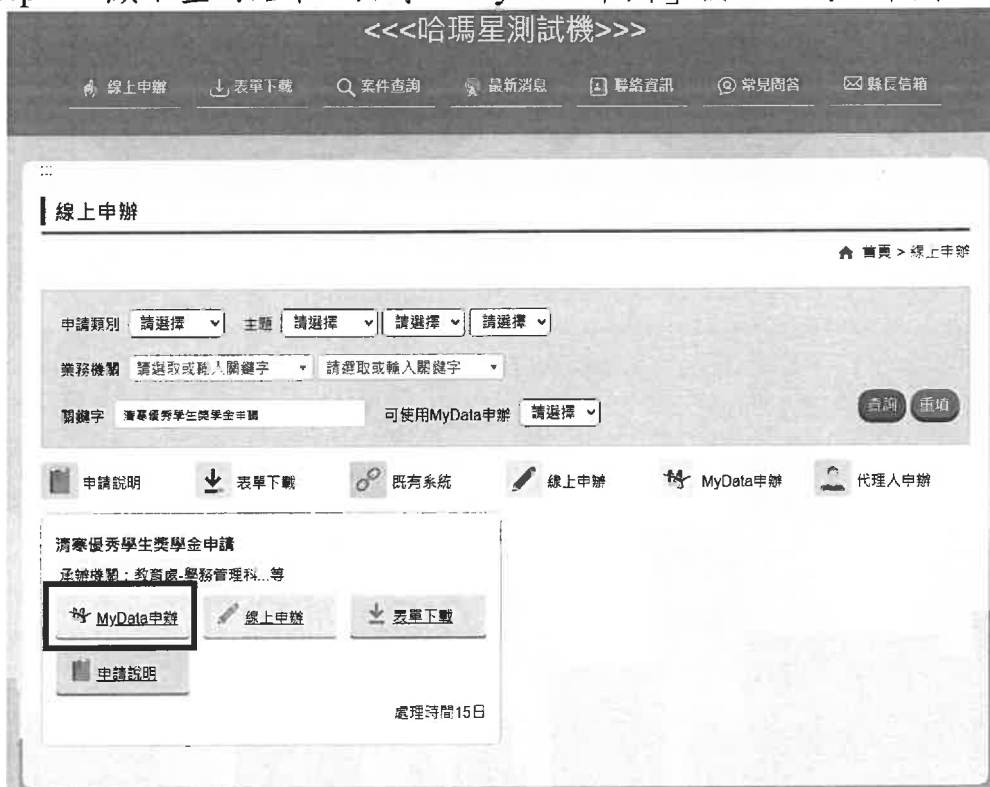 <<<哈瑪星測試機>>>
線上申辦 表單下載 案件查詢 最新消息 聯絡資訊 常見問答 縣長信箱
:::
線上申辦
首頁 > 線上申辦
申請類別 請選擇 主題 請選擇 請選擇 請選擇
業務機關 請選取或輸入關鍵字 請選取或輸入關鍵字
關鍵字 清寒優秀學生獎學金申請 可使用MyData申辦 請選擇 查詢 重填
申請說明 表單下載 既有系統 線上申辦 MyData申辦 代理人申辦
清寒優秀學生獎學金申請
承辦機關：教育處-學務管理科...等
MyData申辦 線上申辦 表單下載
申請說明
處理時間15日